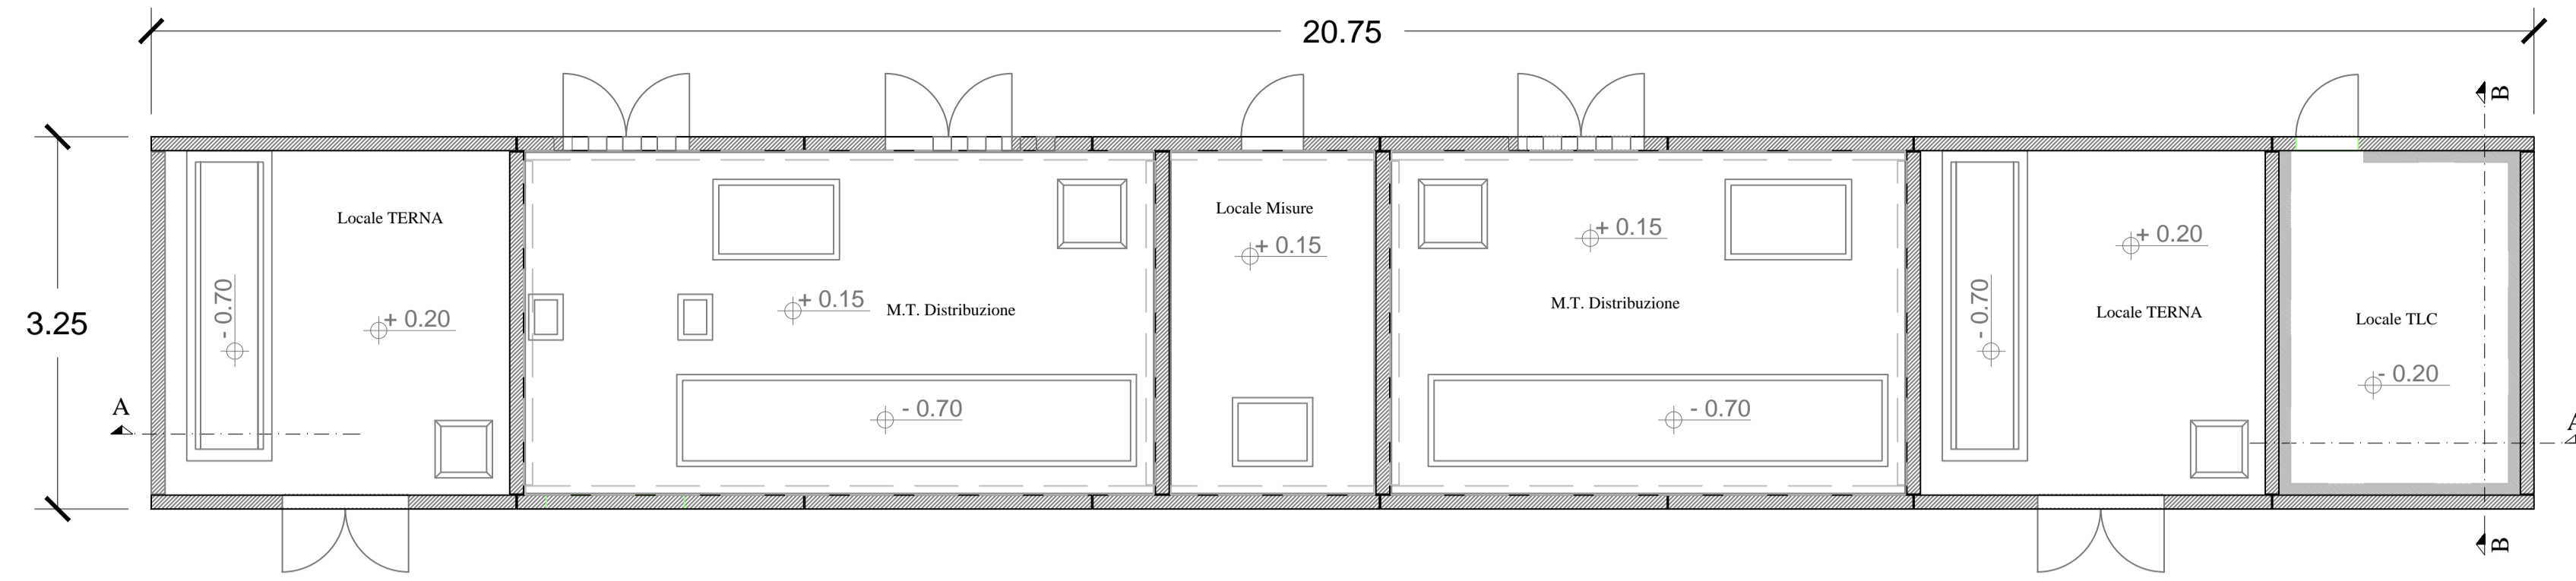 20.75
B
Locale TERNA
Locale Misure
+ 0.15
+ 0.15
+ 0.20
3.25
- 0.70
+ 0.20
+ 0.15
M.T. Distribuzione
M.T. Distribuzione
- 0.70
Locale TERNA
Locale TLC
- 0.20
A
- 0.70
- 0.70
A
B